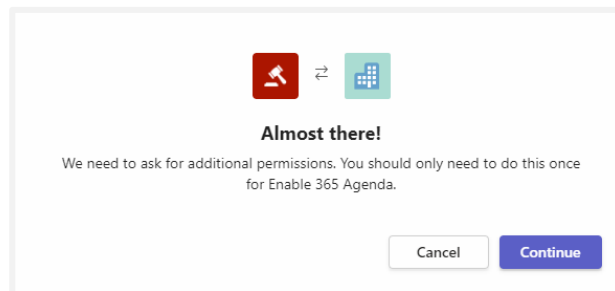 Almost there!
We need to ask for additional permissions. You should only need to do this once
for Enable 365 Agenda.
Cancel
Continue